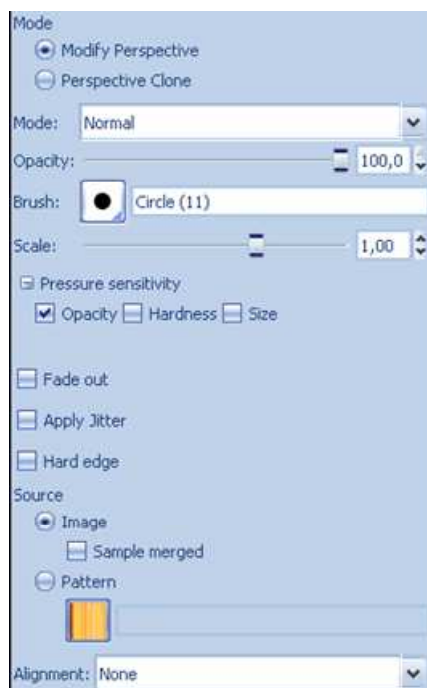 Mode
Modify Perspective
Perspective Clone
Mode: Normal
Opacity: 100,0
Brush: Circle (11)
Scale: 1,00
Pressure sensitivity
Opacity Hardness Size
Fade out
Apply Jitter
Hard edge
Source
Image
Sample merged
Pattern
Alignment: None